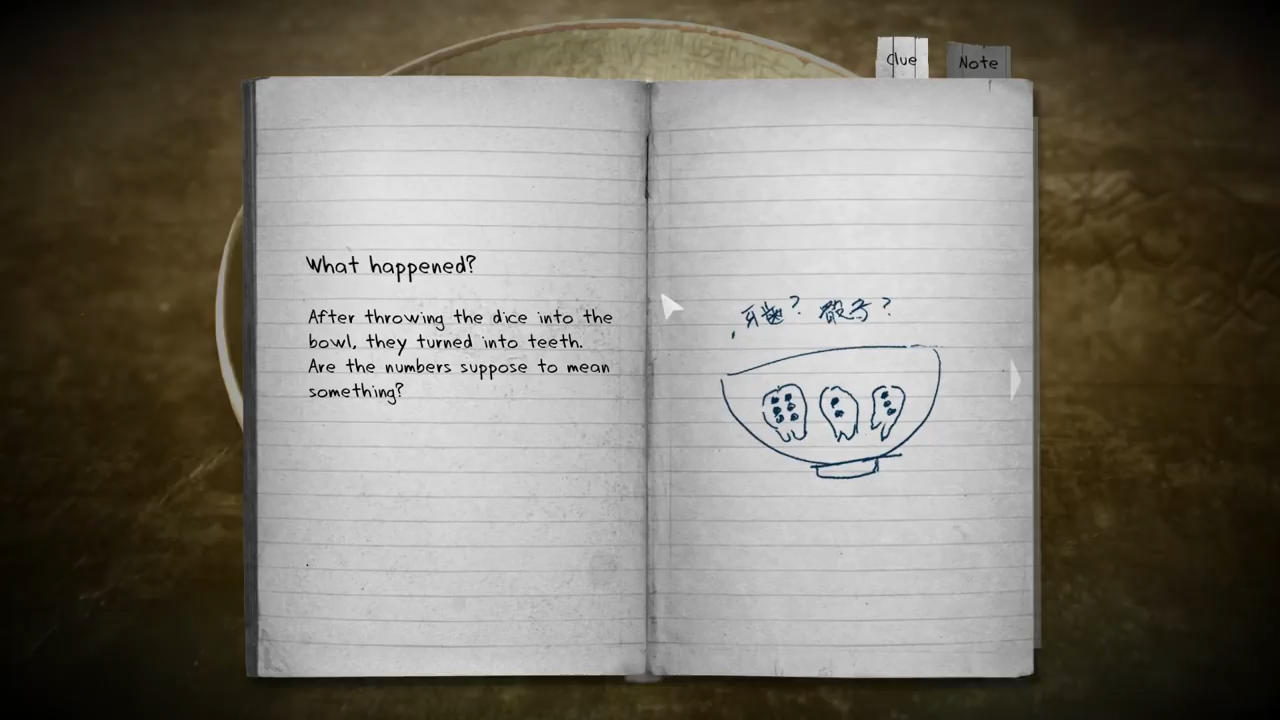 Clue
Note
What happened?
After throwing the dice into the
bowl, they turned into teeth.
Are the numbers suppose to mean
something?
牙齒? 骰子?